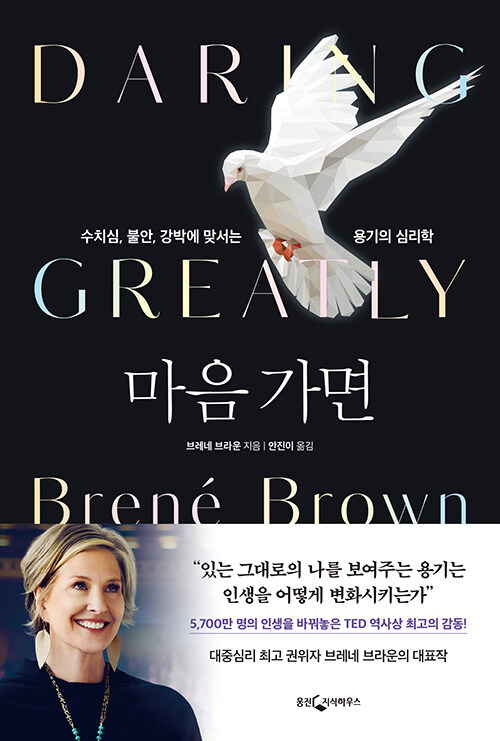 DARING
수치심, 불안, 강박에 맞서는 용기의 심리학
GREATLY
마음 가면
브레네 브라운 지음 | 안진이 옮김
Brené Brown
“있는 그대로의 나를 보여주는 용기는
인생을 어떻게 변화시키는가”
5,700만 명의 인생을 바꿔놓은 TED 역사상 최고의 감동!
대중심리 최고 권위자 브레네 브라운의 대표작
웅진 지식하우스